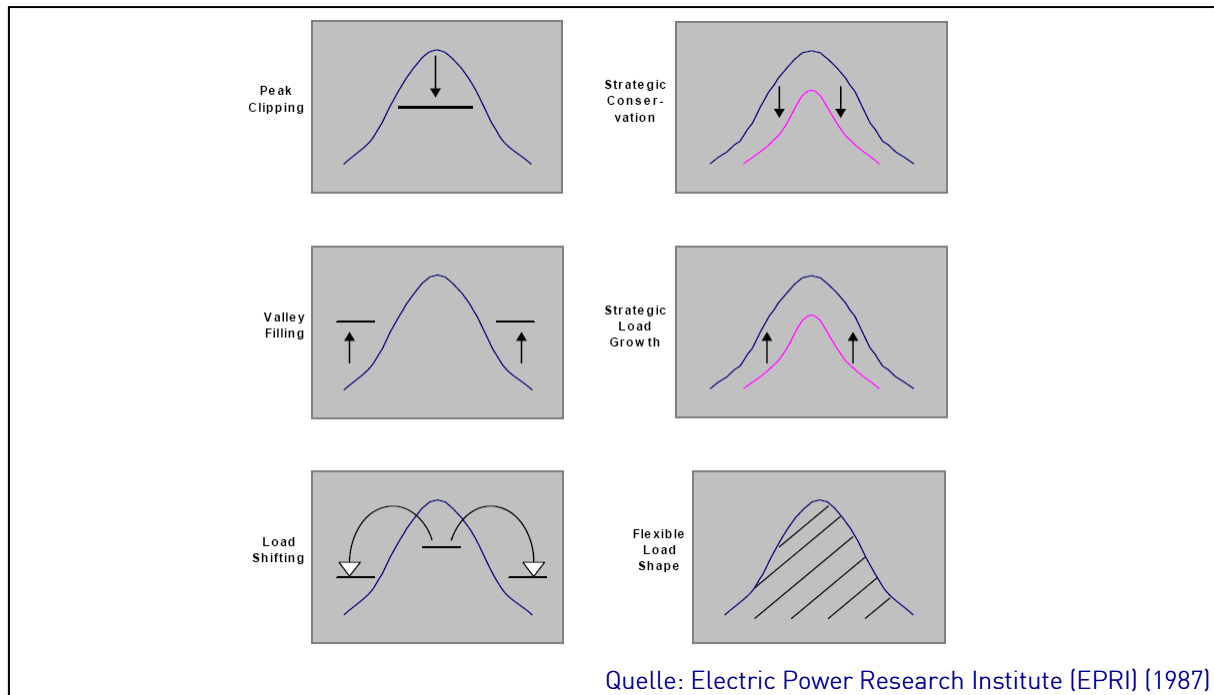 Peak
Clipping
Strategic
Conser-
vation
Valley
Filling
Strategic
Load
Growth
Load
Shifting
Flexible
Load
Shape
Quelle: Electric Power Research Institute (EPRI) (1987)